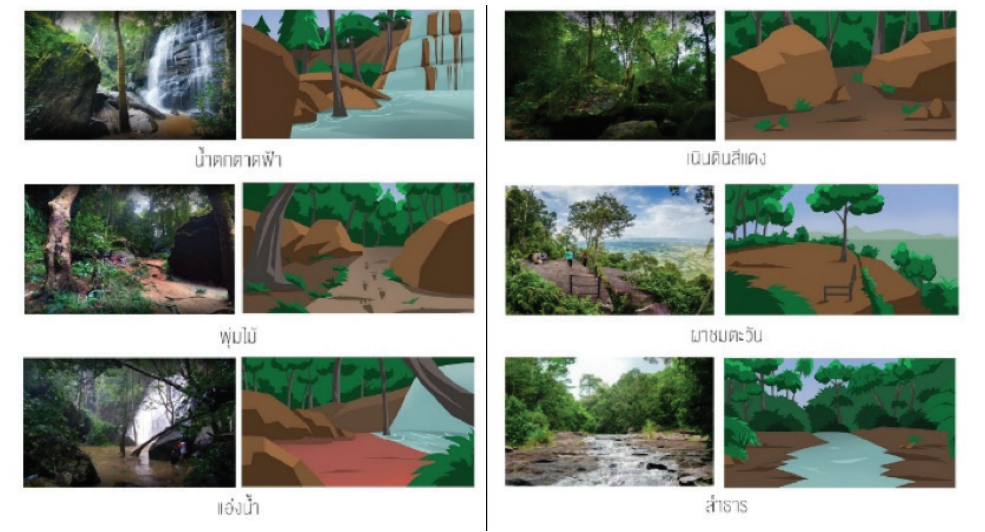 น้ำตกตาดฟ้า
เนินดินสีแดง
พุ่มไม้
ผาชมตะวัน
แอ่งน้ำ
ลำธาร